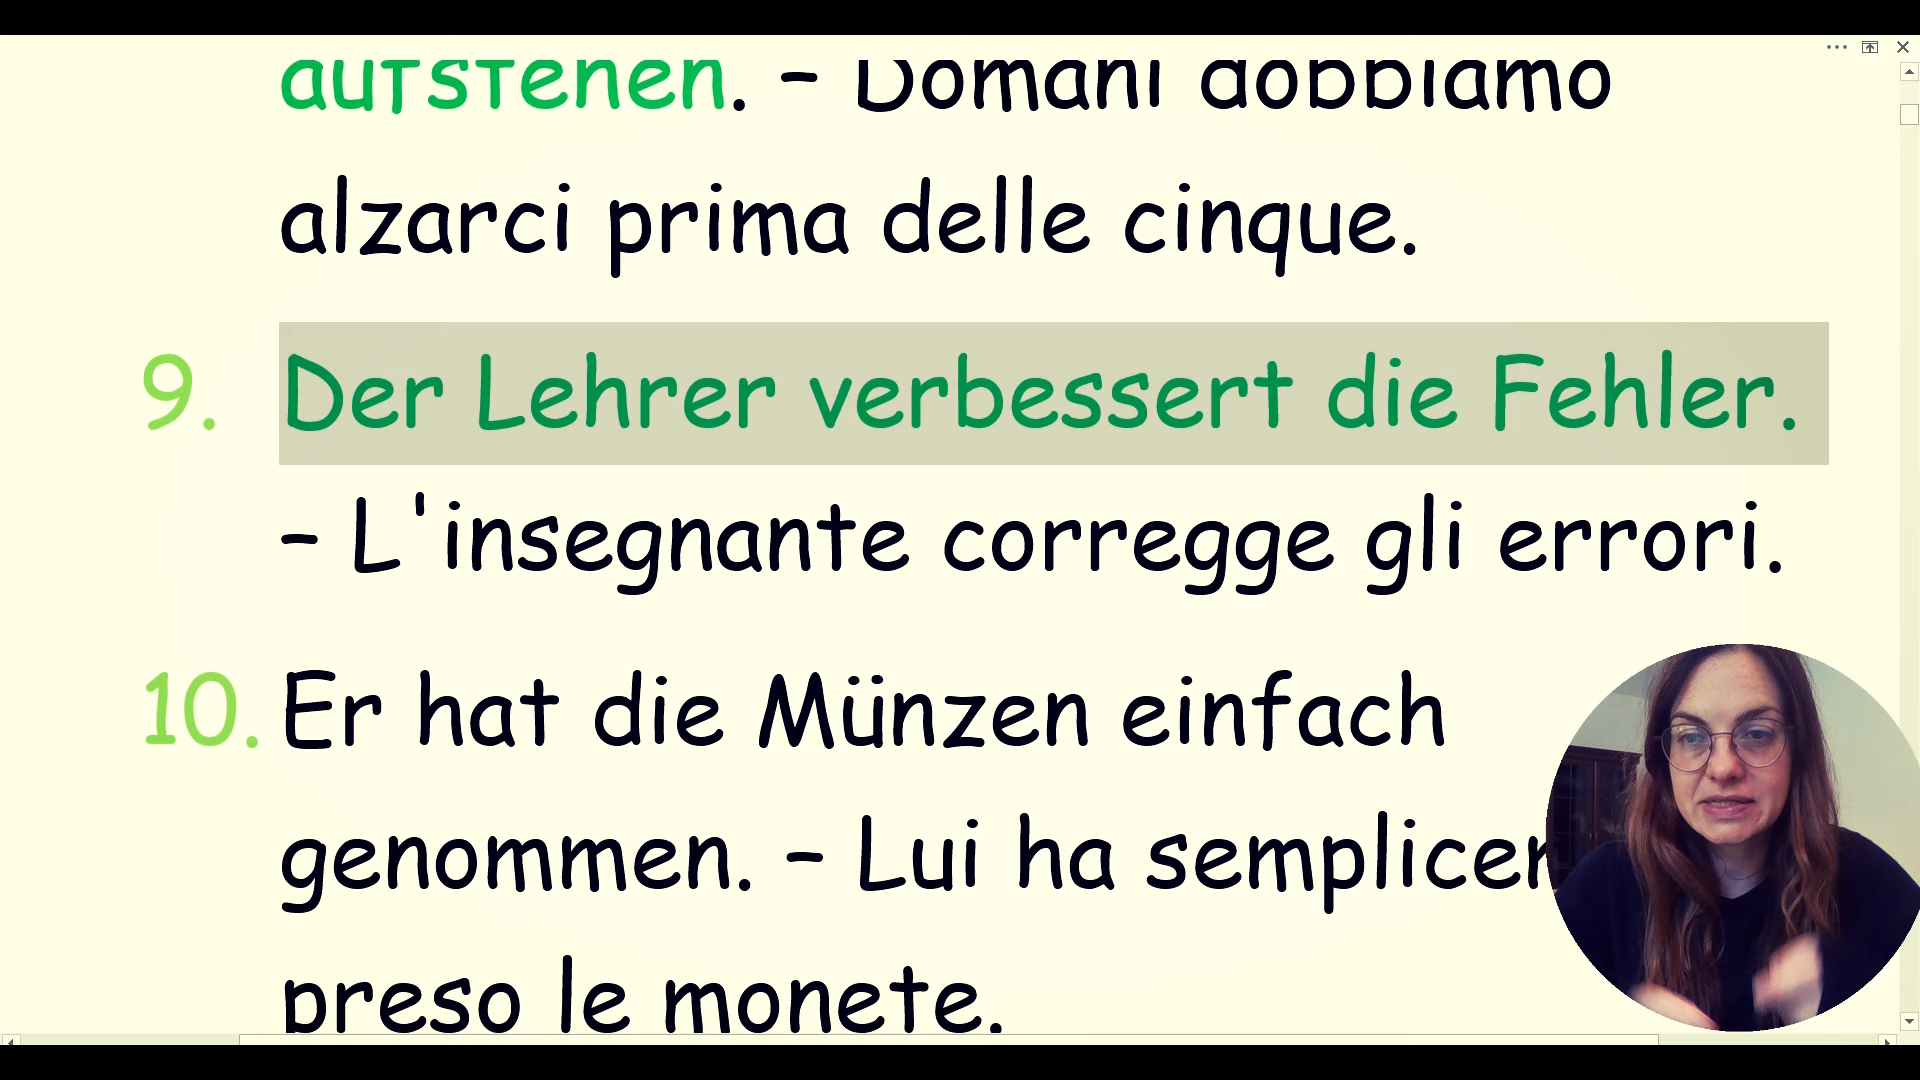 aufstehen. – Domani dobbiamo
alzarci prima delle cinque.
9. Der Lehrer verbessert die Fehler.
– L'insegnante corregge gli errori.
10. Er hat die Münzen einfach
genommen. – Lui ha
preso le monete.